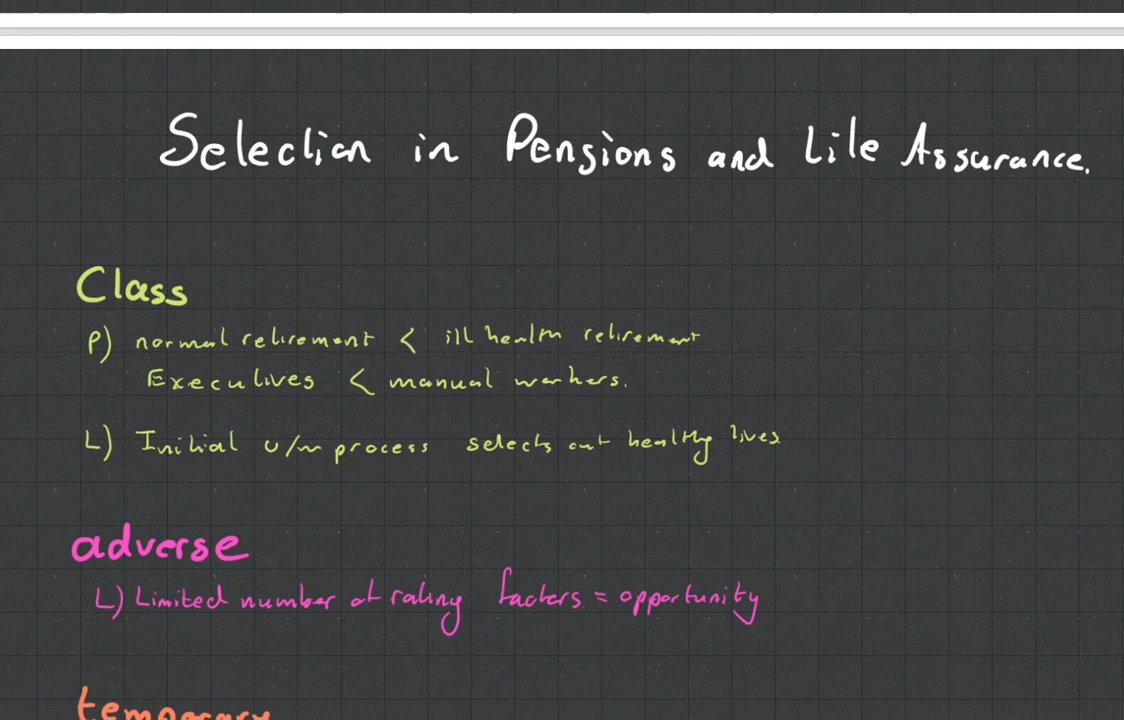 Selection in Pensions and Life Assurance.
Class
P) normal retirement < ill health retirement
Executives < manual workers.
L) Initial u/w process selects out healthy lives
adverse
L) Limited number of rating factors = opportunity
temporary